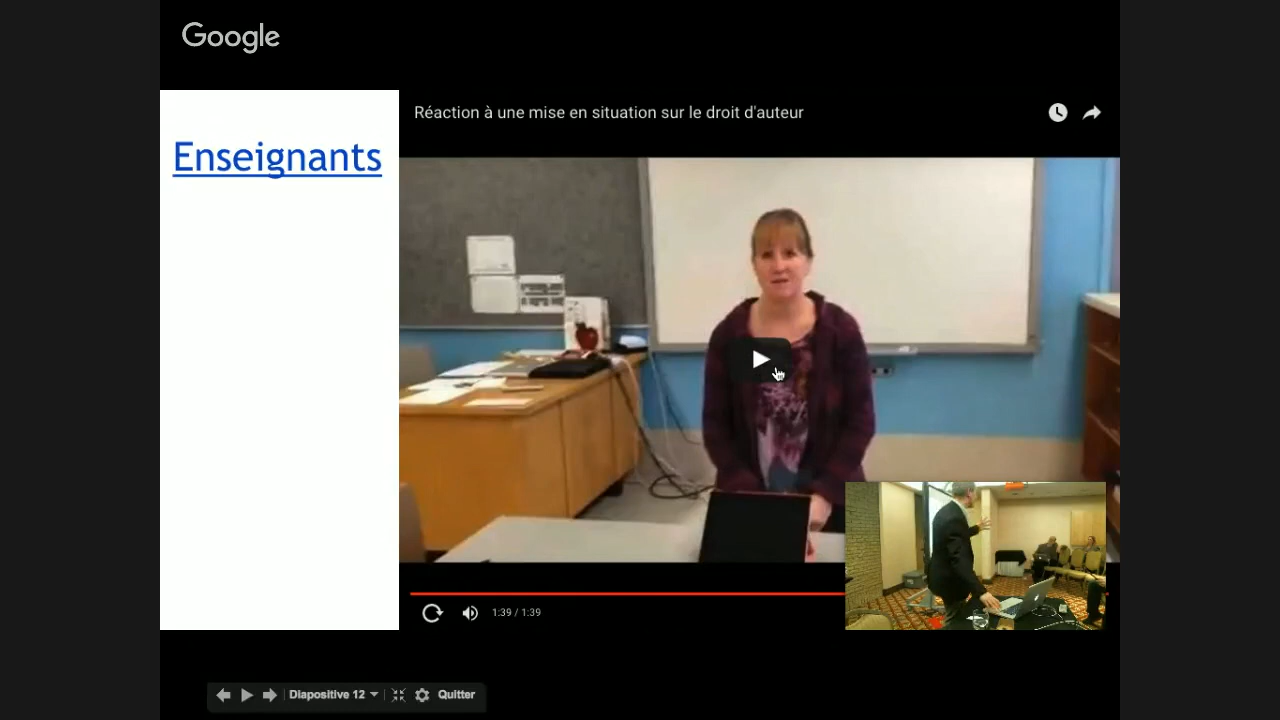 Google
Enseignants
Réaction à une mise en situation sur le droit d'auteur
1:39 / 1:39
Diapositive 12
Quitter